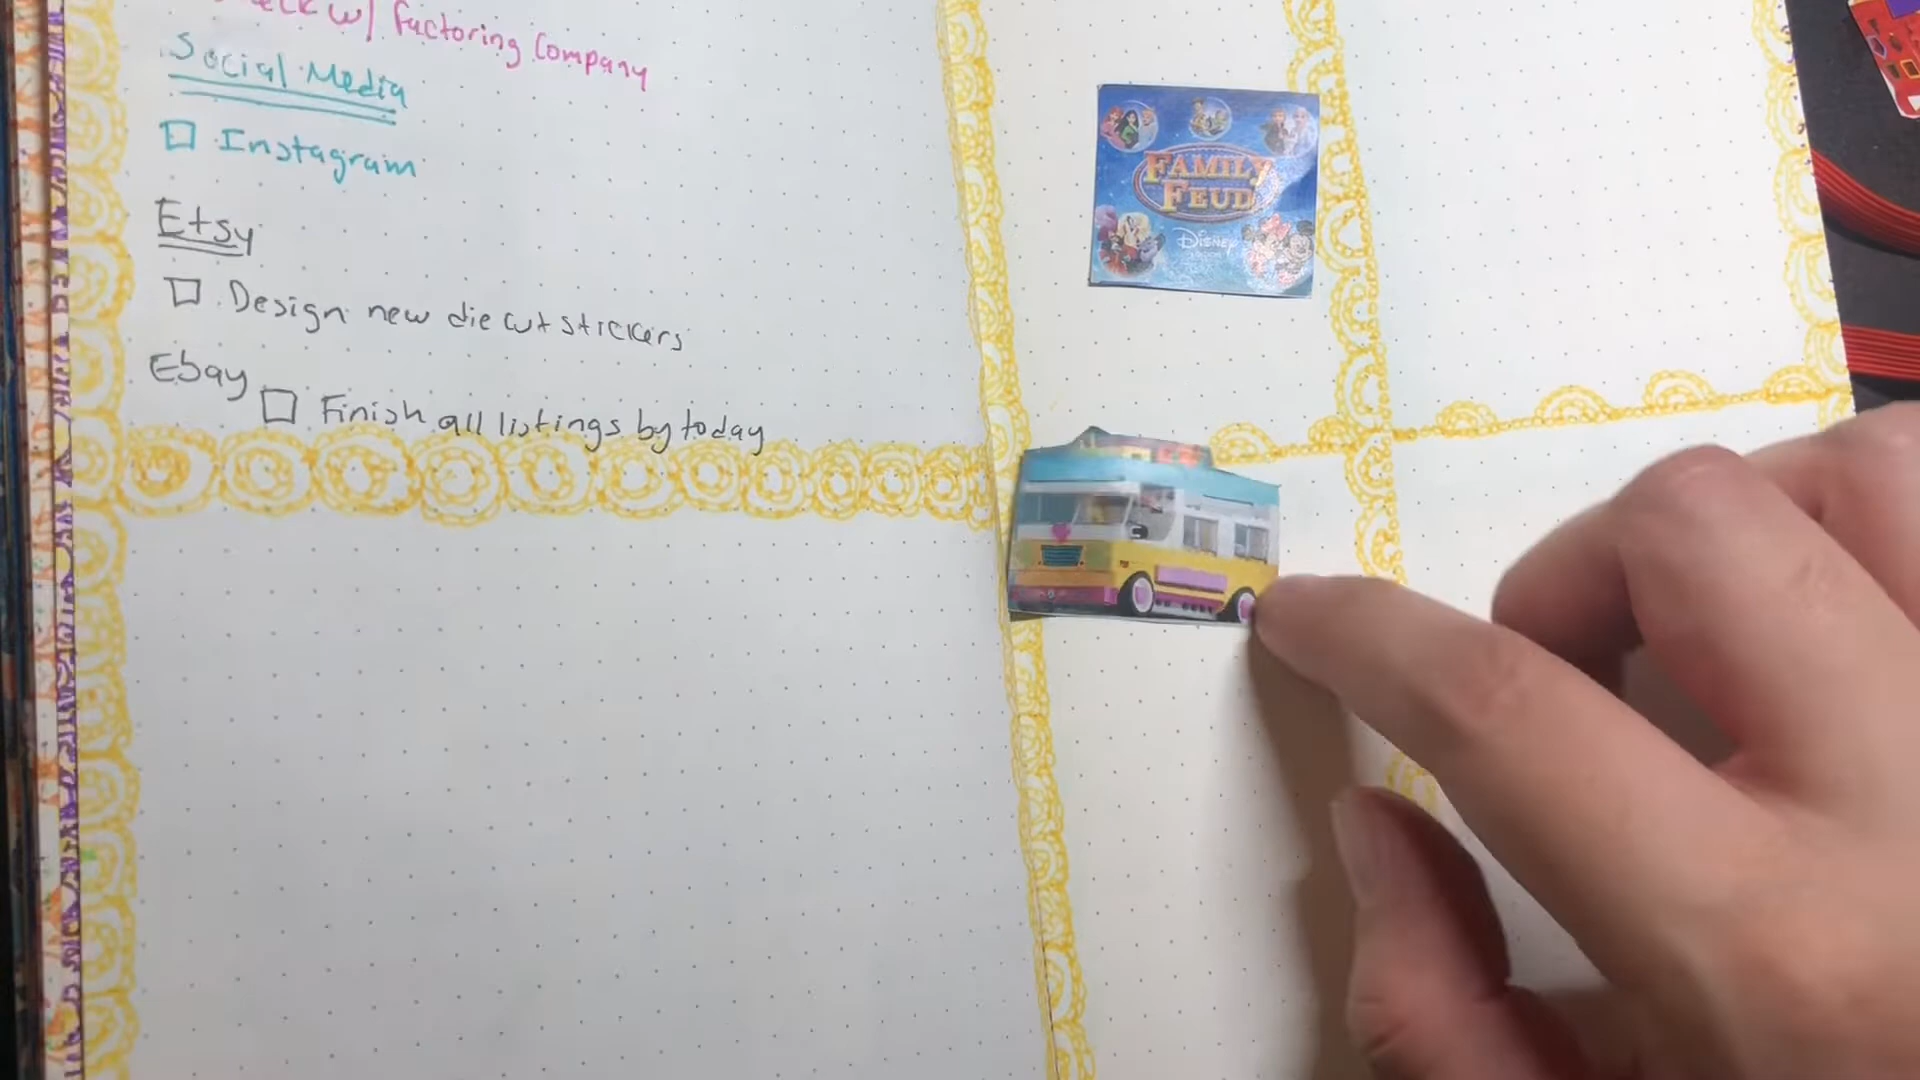 w/ Factoring Company
Social Media
Instagram
Etsy
Design new die cut stickers
Ebay
Finish all listings by today
FAMILY
FEUD
Disney